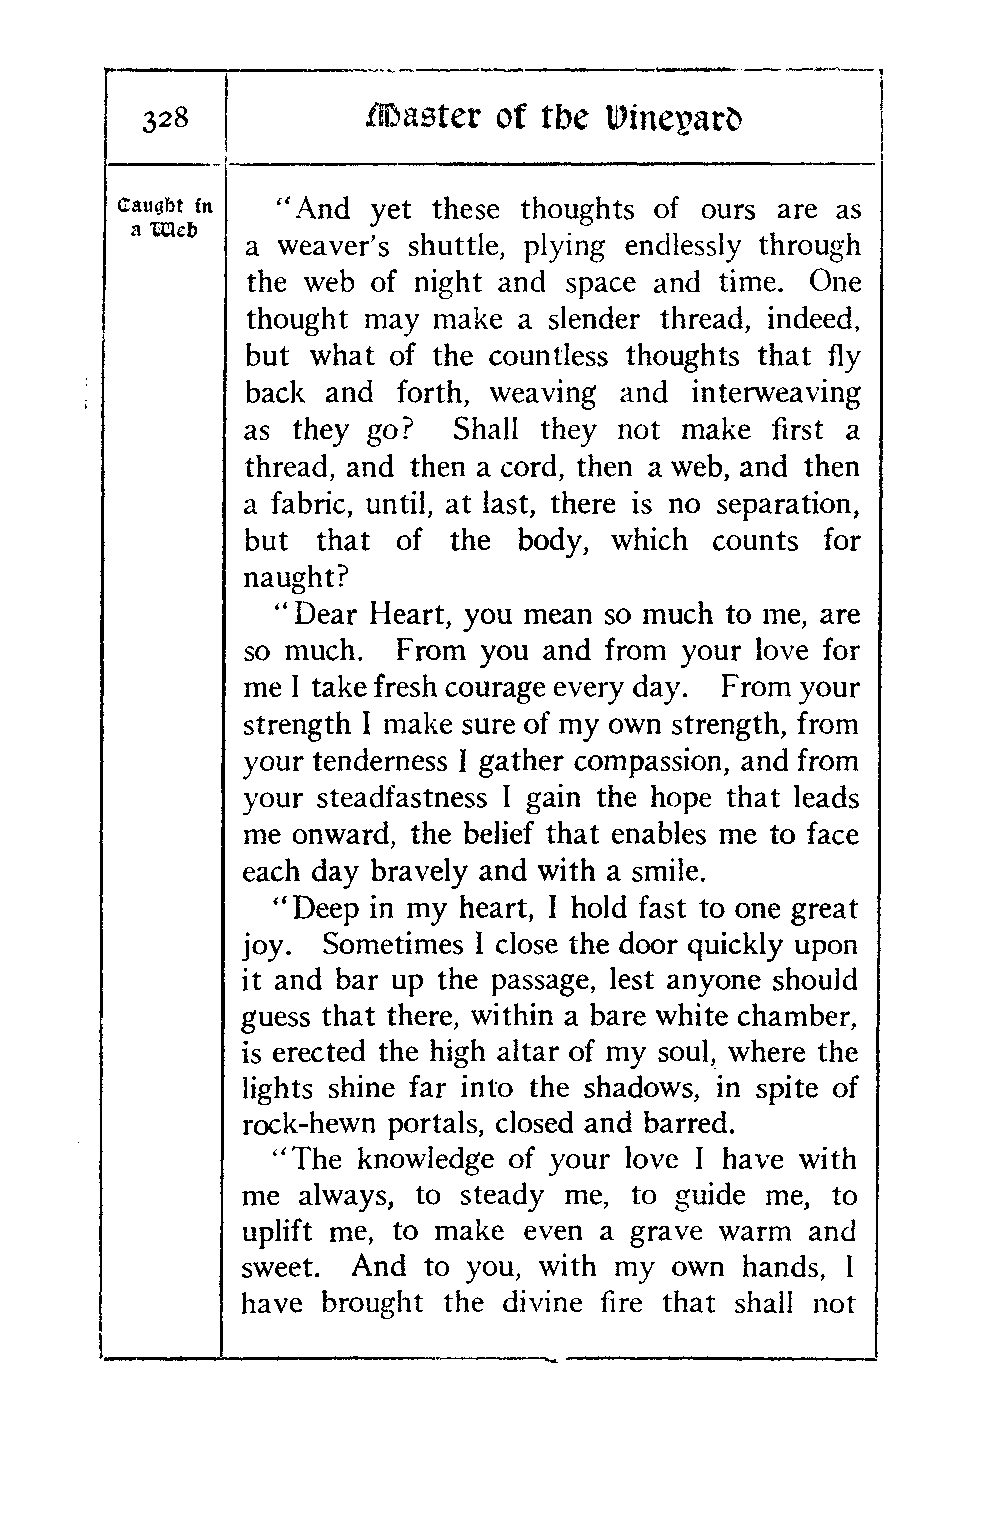 328
Master of the Vineyard
Caught in
a Web
"And yet these thoughts of ours are as
a weaver's shuttle, plying endlessly through
the web of night and space and time. One
thought may make a slender thread, indeed,
but what of the countless thoughts that fly
back and forth, weaving and interweaving
as they go? Shall they not make first a
thread, and then a cord, then a web, and then
a fabric, until, at last, there is no separation,
but that of the body, which counts for
naught?
"Dear Heart, you mean so much to me, are
so much. From you and from your love for
me I take fresh courage every day. From your
strength I make sure of my own strength, from
your tenderness I gather compassion, and from
your steadfastness I gain the hope that leads
me onward, the belief that enables me to face
each day bravely and with a smile.
"Deep in my heart, I hold fast to one great
joy. Sometimes I close the door quickly upon
it and bar up the passage, lest anyone should
guess that there, within a bare white chamber,
is erected the high altar of my soul, where the
lights shine far into the shadows, in spite of
rock-hewn portals, closed and barred.
"The knowledge of your love I have with
me always, to steady me, to guide me, to
uplift me, to make even a grave warm and
sweet. And to you, with my own hands, I
have brought the divine fire that shall not